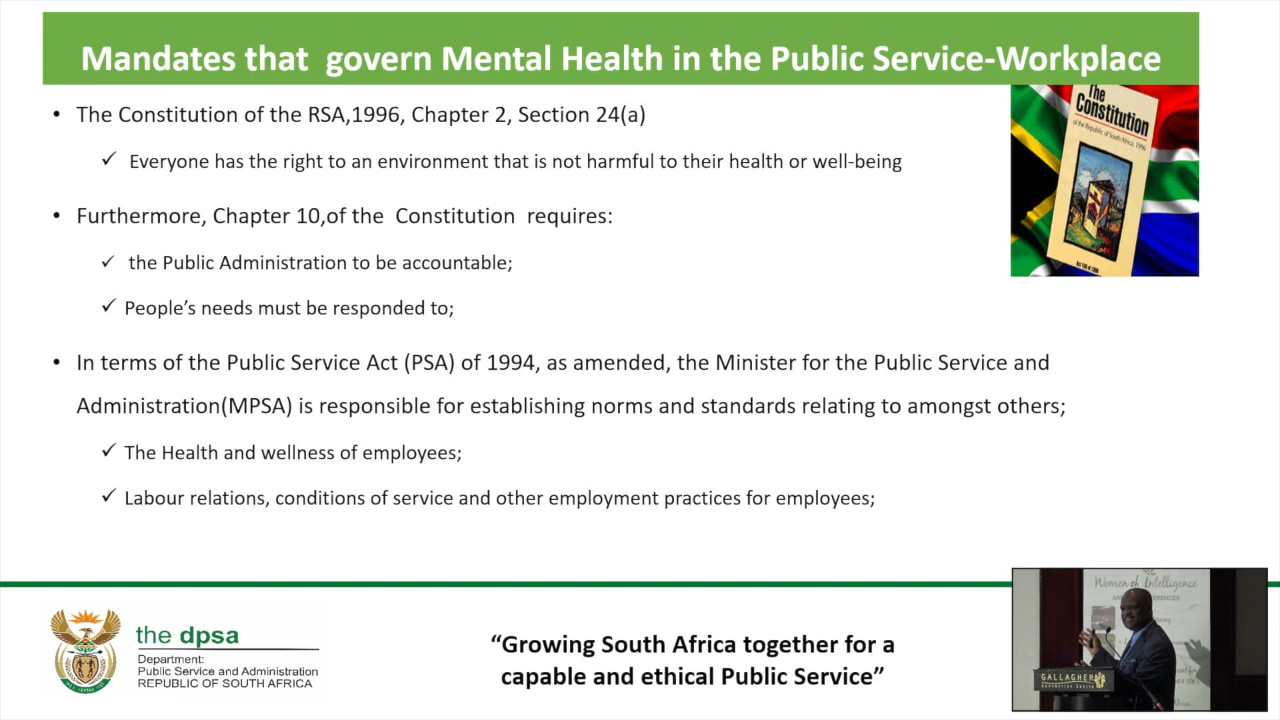 Mandates that  govern Mental Health in the Public Service-Workplace
• The Constitution of the RSA,1996, Chapter 2, Section 24(a)
✓ Everyone has the right to an environment that is not harmful to their health or well-being
• Furthermore, Chapter 10,of the  Constitution  requires:
✓ the Public Administration to be accountable;
✓ People’s needs must be responded to;
• In terms of the Public Service Act (PSA) of 1994, as amended, the Minister for the Public Service and
Administration(MPSA) is responsible for establishing norms and standards relating to amongst others;
✓ The Health and wellness of employees;
✓ Labour relations, conditions of service and other employment practices for employees;
The
Constitution
of the Republic of South Africa, 1996
the dpsa
Department:
Public Service and Administration
REPUBLIC OF SOUTH AFRICA
“Growing South Africa together for a
capable and ethical Public Service”
Women of Intelligence
GALLAGHER
CONVENTION CENTRE